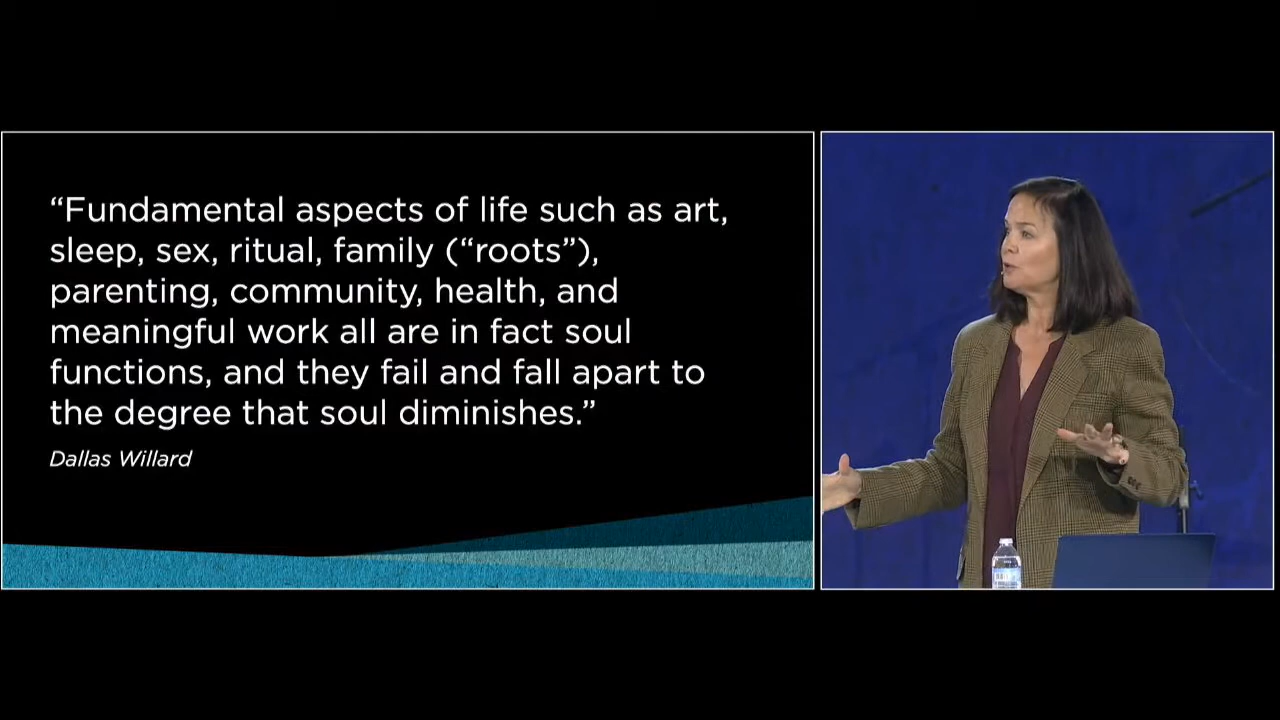 “Fundamental aspects of life such as art,
sleep, sex, ritual, family (“roots”),
parenting, community, health, and
meaningful work all are in fact soul
functions, and they fail and fall apart to
the degree that soul diminishes.”
Dallas Willard